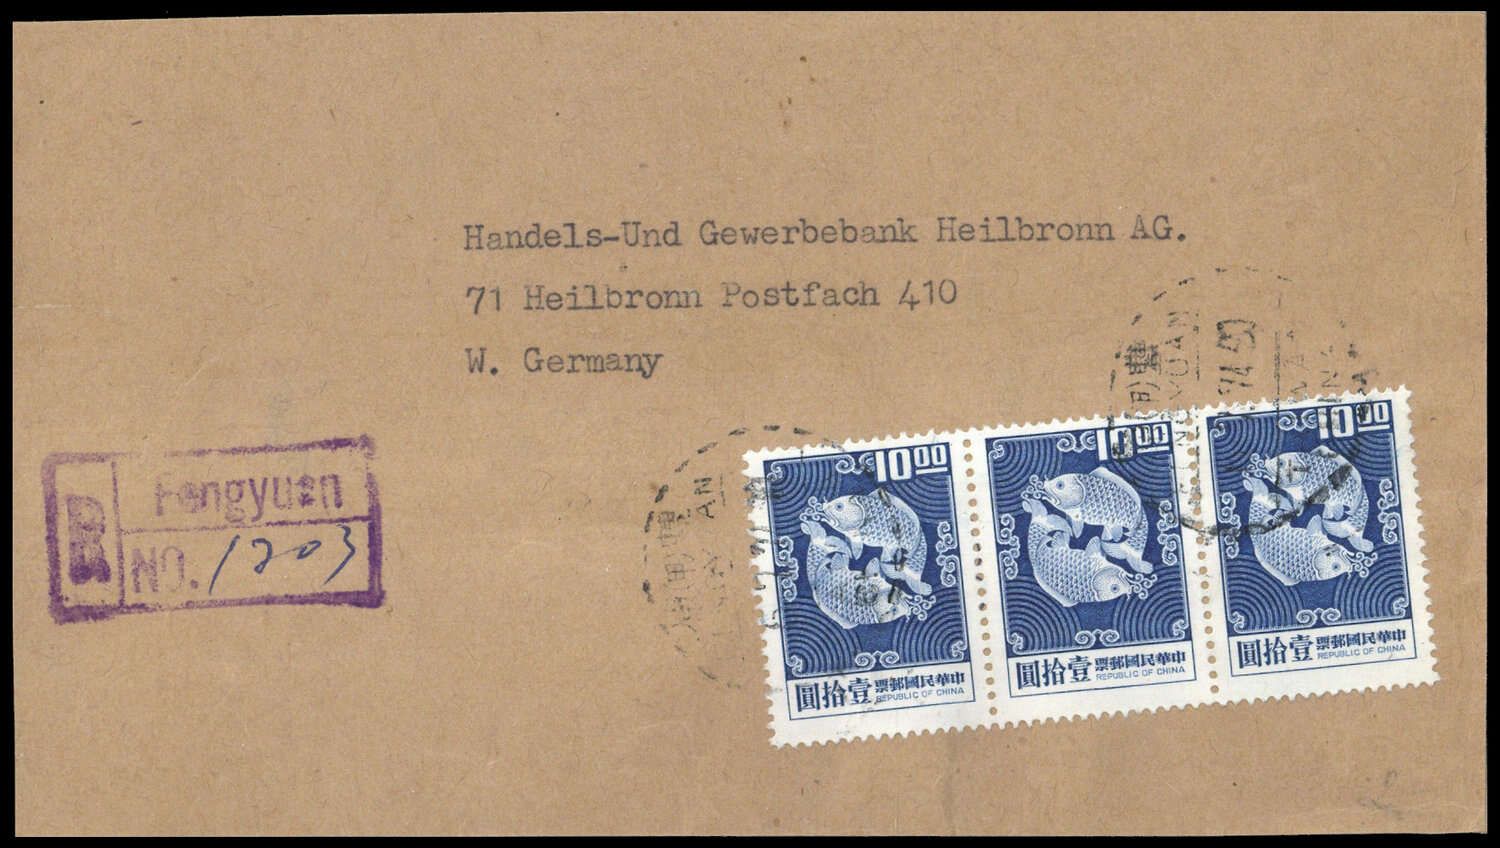 Handels-Und Gewerbebank Heilbronn AG.
71 Heilbronn Postfach 410
W. Germany
R
Fengyuan
NO. 1203
10.00
圓拾壹 票郵國民華中
REPUBLIC OF CHINA
10.00
圓拾壹 票郵國民華中
REPUBLIC OF CHINA
10.00
圓拾壹 票郵國民華中
REPUBLIC OF CHINA